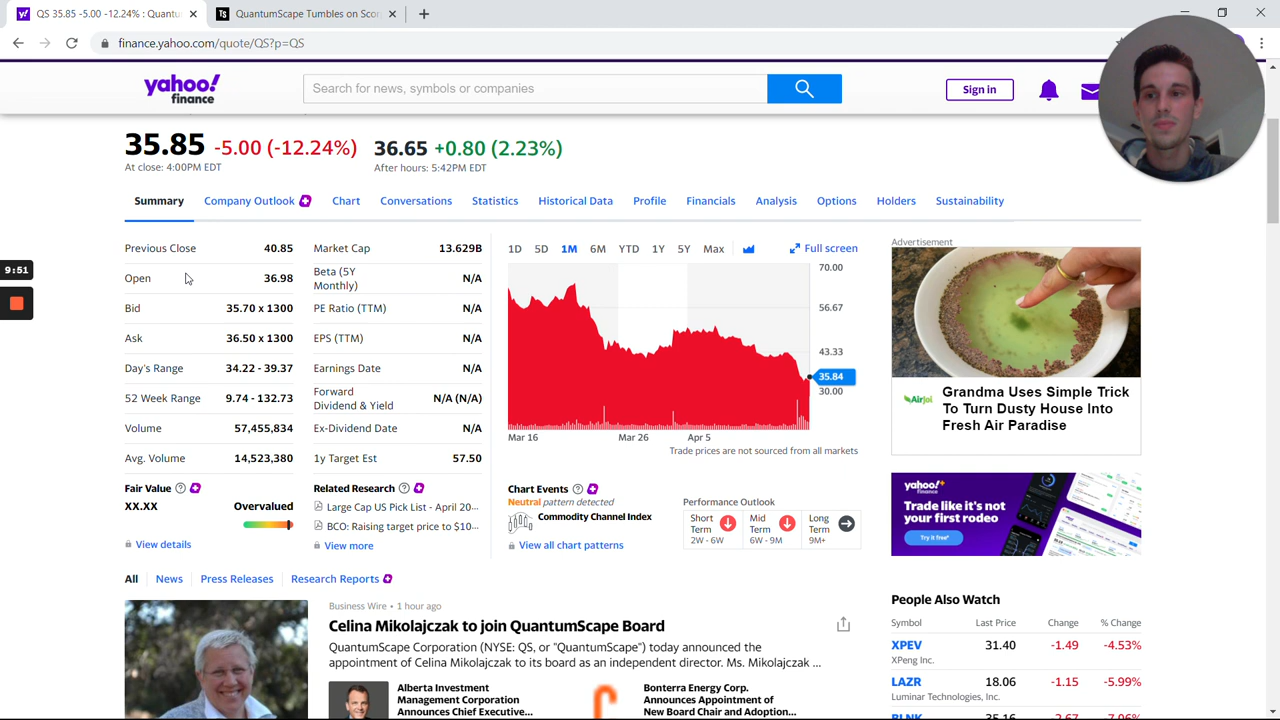 QS 35.85 -5.00 -12.24% : Quantum
QuantumScape Tumbles on Scor
finance.yahoo.com/quote/QS?p=QS
yahoo!
finance
Search for news, symbols or companies
Sign in
35.85 -5.00 (-12.24%) 36.65 +0.80 (2.23%)
At close: 4:00PM EDT After hours: 5:42PM EDT
Summary Company Outlook Chart Conversations Statistics Historical Data Profile Financials Analysis Options Holders Sustainability
9:51
Previous Close 40.85
Open 36.98
Bid 35.70 x 1300
Ask 36.50 x 1300
Day's Range 34.22 - 39.37
52 Week Range 9.74 - 132.73
Volume 57,455,834
Avg. Volume 14,523,380
Market Cap 13.629B
Beta (5Y
Monthly) N/A
PE Ratio (TTM) N/A
EPS (TTM) N/A
Earnings Date N/A
Forward
Dividend & Yield N/A (N/A)
Ex-Dividend Date N/A
1y Target Est 57.50
Fair Value
XX.XX Overvalued
View details
Related Research
Large Cap US Pick List - April 20...
BCO: Raising target price to $10...
View more
1D 5D 1M 6M YTD 1Y 5Y Max Full screen
70.00
56.67
43.33
35.84
30.00
Mar 16 Mar 26 Apr 5
Trade prices are not sourced from all markets
Chart Events
Neutral pattern detected
Commodity Channel Index
View all chart patterns
Performance Outlook
Short
Term
2W - 6W
Mid
Term
6W - 9M
Long
Term
9M+
Advertisement
Airjoi
Grandma Uses Simple Trick
To Turn Dusty House Into
Fresh Air Paradise
yahoo!
finance
Trade like it's not
your first rodeo
Try it free
All News Press Releases Research Reports
Business Wire • 1 hour ago
Celina Mikolajczak to join QuantumScape Board
QuantumScape Corporation (NYSE: QS, or "QuantumScape") today announced the
appointment of Celina Mikolajczak to its board as an independent director. Ms. Mikolajczak ...
Alberta Investment
Management Corporation
Announces Chief Executive...
Bonterra Energy Corp.
Announces Appointment of
New Board Chair and Adoption...
People Also Watch
Symbol Last Price Change % Change
XPEV 31.40 -1.49 -4.53%
XPeng Inc.
LAZR 18.06 -1.15 -5.99%
Luminar Technologies, Inc.
BLNK 35.16 -2.67 -7.06%